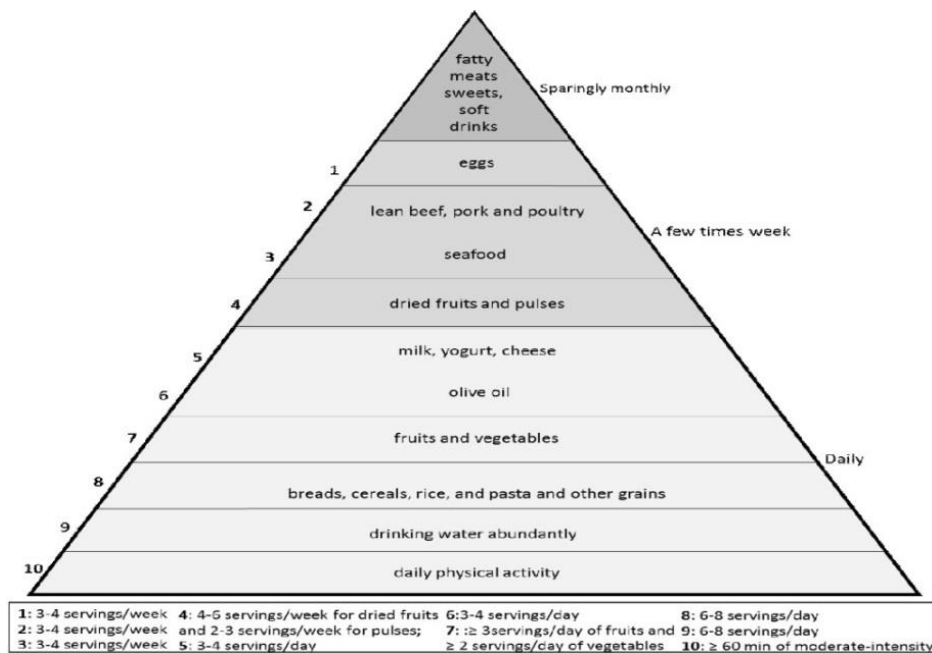 fatty
meats
sweets,
soft
drinks
Sparingly monthly
eggs
1
2
lean beef, pork and poultry
A few times week
seafood
3
dried fruits and pulses
4
milk, yogurt, cheese
5
olive oil
6
fruits and vegetables
7
Daily
8
breads, cereals, rice, and pasta and other grains
9
drinking water abundantly
10
daily physical activity
1: 3-4 servings/week 4: 4-6 servings/week for dried fruits 6:3-4 servings/day 8: 6-8 servings/day
2: 3-4 servings/week and 2-3 servings/week for pulses; 7: :≥ 3servings/day of fruits and 9: 6-8 servings/day
3: 3-4 servings/week 5: 3-4 servings/day ≥ 2 servings/day of vegetables 10: ≥ 60 min of moderate-intensity